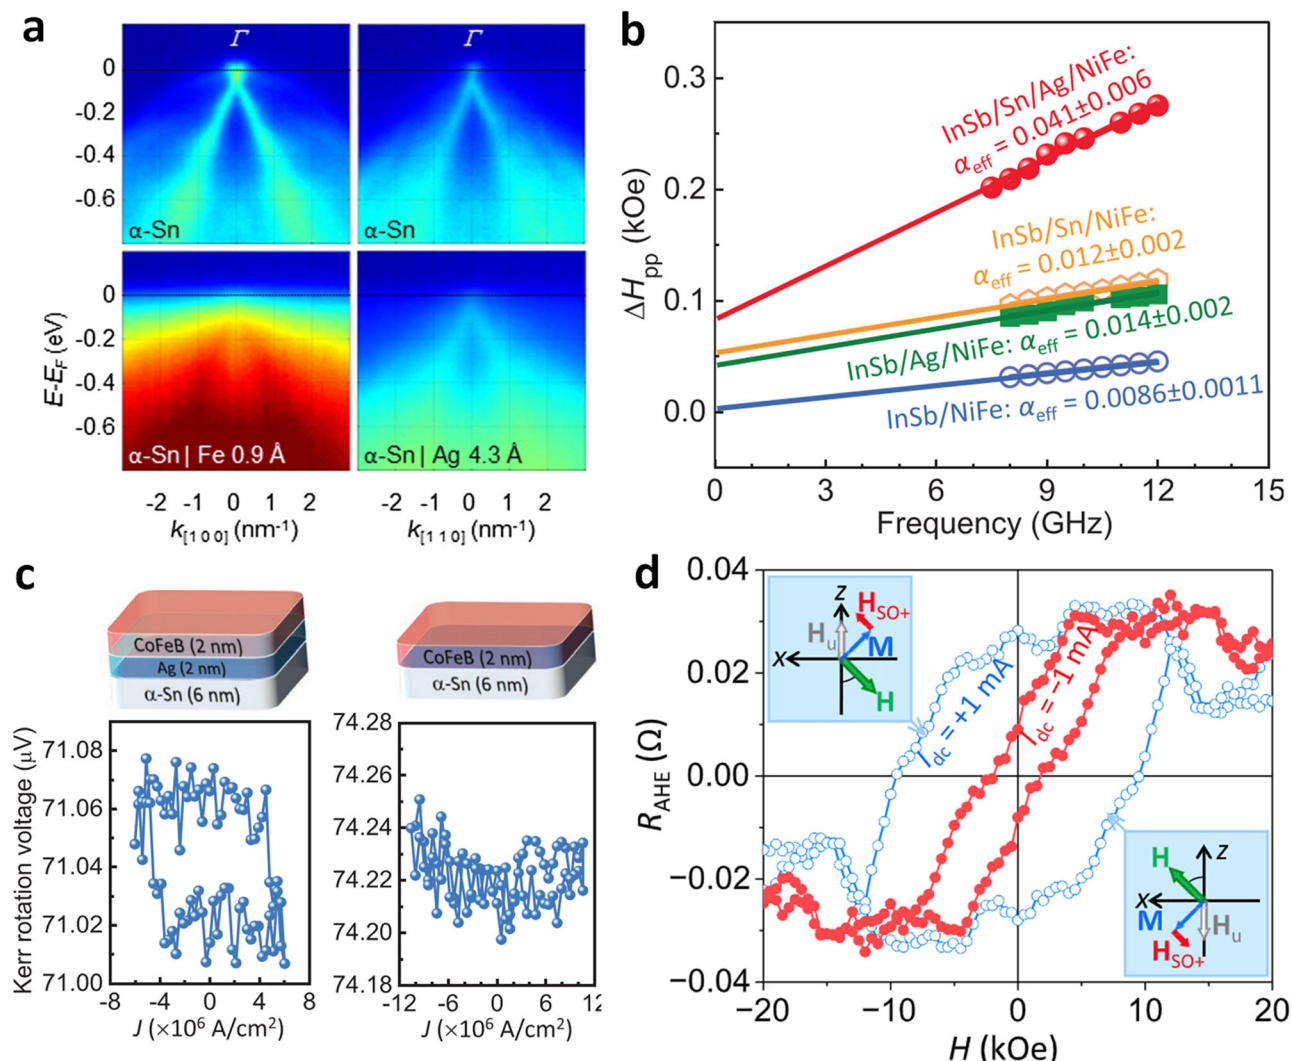 a
Γ
Γ
0
-0.2
-0.4
-0.6
α-Sn
α-Sn
0
-0.2
-0.4
-0.6
E-E_F (eV)
α-Sn| Fe 0.9 Å
α-Sn| Ag 4.3 Å
-2 -1 0 1 2
-2 -1 0 1 2
k[1 0 0] (nm⁻¹)
k[1 1 0] (nm⁻¹)
b
0.3
0.2
0.1
0.0
ΔH_pp (kOe)
InSb/Sn/Ag/NiFe:
α_eff = 0.041±0.006
InSb/Sn/NiFe:
α_eff = 0.012±0.002
InSb/Ag/NiFe: α_eff = 0.014±0.002
InSb/NiFe: α_eff = 0.0086±0.0011
0 3 6 9 12 15
Frequency (GHz)
c
CoFeB (2 nm)
Ag (2 nm)
α-Sn (6 nm)
CoFeB (2 nm)
α-Sn (6 nm)
Kerr rotation voltage (μV)
71.08
71.06
71.04
71.02
71.00
-8 -4 0 4 8
J (×10⁶ A/cm²)
74.28
74.26
74.24
74.22
74.20
74.18
-12 -6 0 6 12
J (×10⁶ A/cm²)
d
0.04
0.02
0.00
−0.02
−0.04
R_AHE (Ω)
z
H_SO+
H_u
M
x
H
I_dc = +1 mA
I_dc = −1 mA
H
z
x
M
H_u
H_SO+
−20 −10 0 10 20
H (kOe)